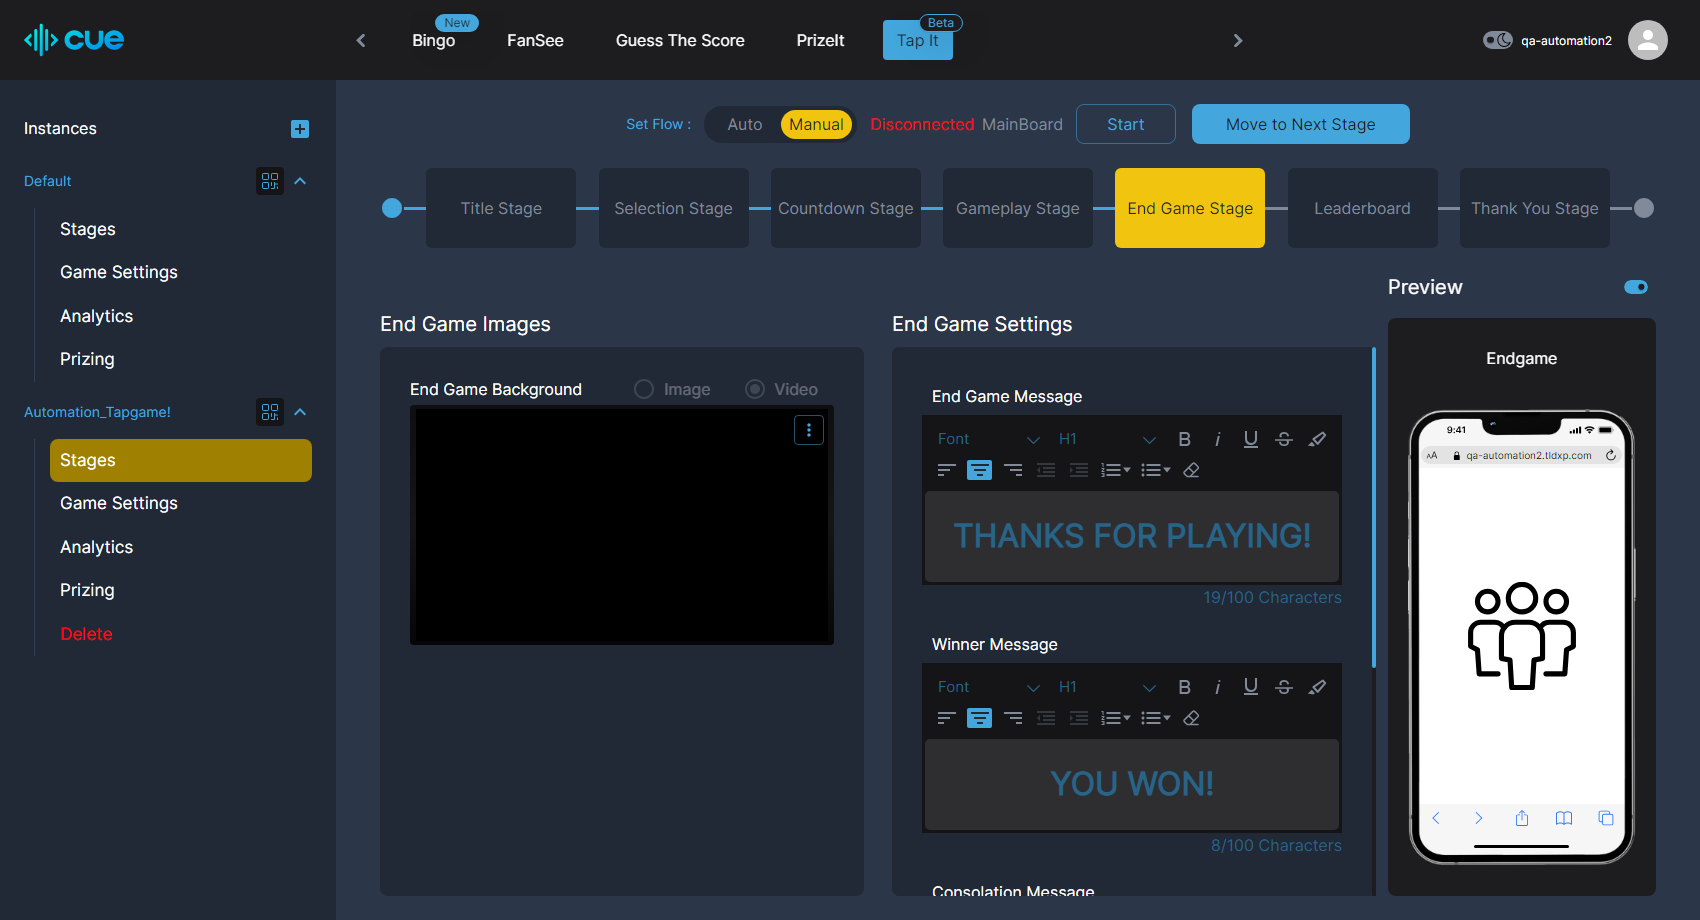 cue
New
Bingo
FanSee
Guess The Score
PrizeIt
Beta
Tap It
qa-automation2
Instances
Default
Stages
Game Settings
Analytics
Prizing
Automation_Tapgame!
Stages
Game Settings
Analytics
Prizing
Delete
Set Flow :
Auto
Manual
Disconnected MainBoard
Start
Move to Next Stage
Title Stage
Selection Stage
Countdown Stage
Gameplay Stage
End Game Stage
Leaderboard
Thank You Stage
End Game Images
End Game Background
Image
Video
End Game Settings
End Game Message
Font
H1
B i U S
THANKS FOR PLAYING!
19/100 Characters
Winner Message
Font
H1
B i U S
YOU WON!
8/100 Characters
Consolation Message
Preview
Endgame
9:41
AA qa-automation2.tldxp.com